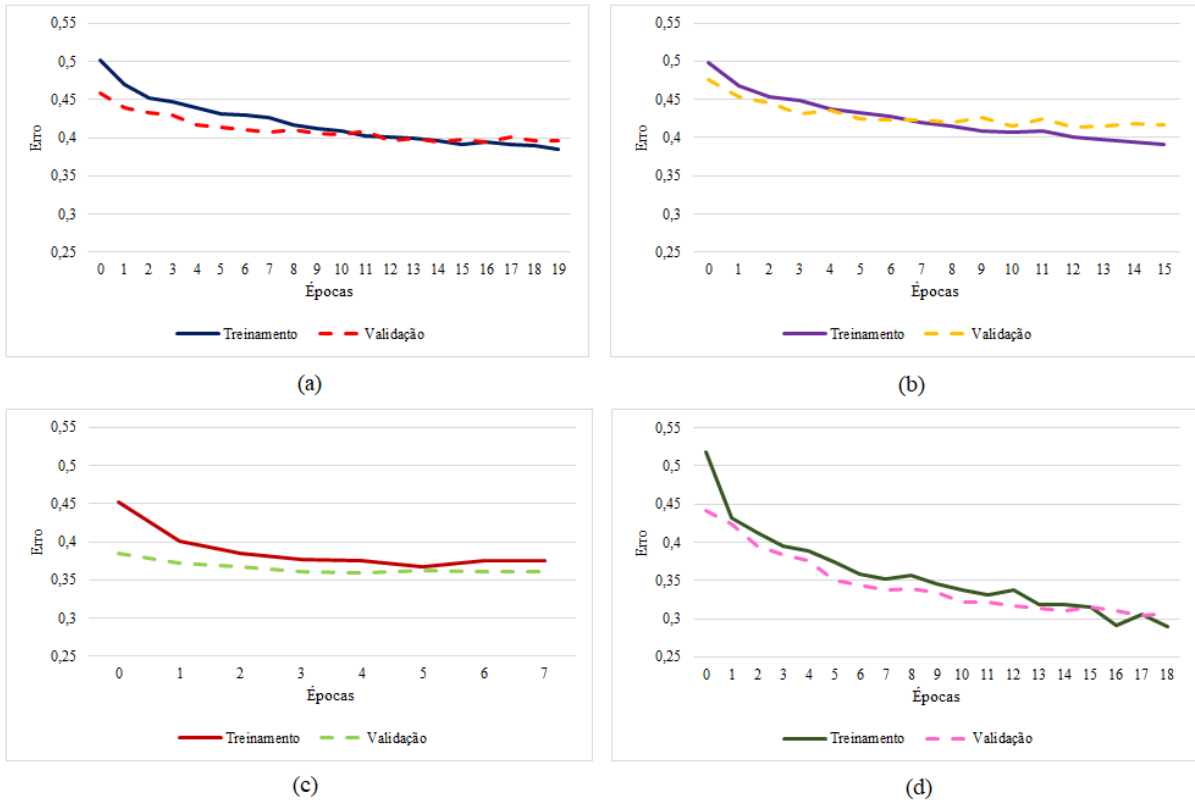 0,55
0,5
0,45
0,4
0,35
0,3
0,25
Erro
0 1 2 3 4 5 6 7 8 9 10 11 12 13 14 15 16 17 18 19
Épocas
Treinamento Validação
(a)
0,55
0,5
0,45
0,4
0,35
0,3
0,25
Erro
0 1 2 3 4 5 6 7 8 9 10 11 12 13 14 15
Épocas
Treinamento Validação
(b)
0,55
0,5
0,45
0,4
0,35
0,3
0,25
Erro
0 1 2 3 4 5 6 7
Épocas
Treinamento Validação
(c)
0,55
0,5
0,45
0,4
0,35
0,3
0,25
Erro
0 1 2 3 4 5 6 7 8 9 10 11 12 13 14 15 16 17 18
Épocas
Treinamento Validação
(d)